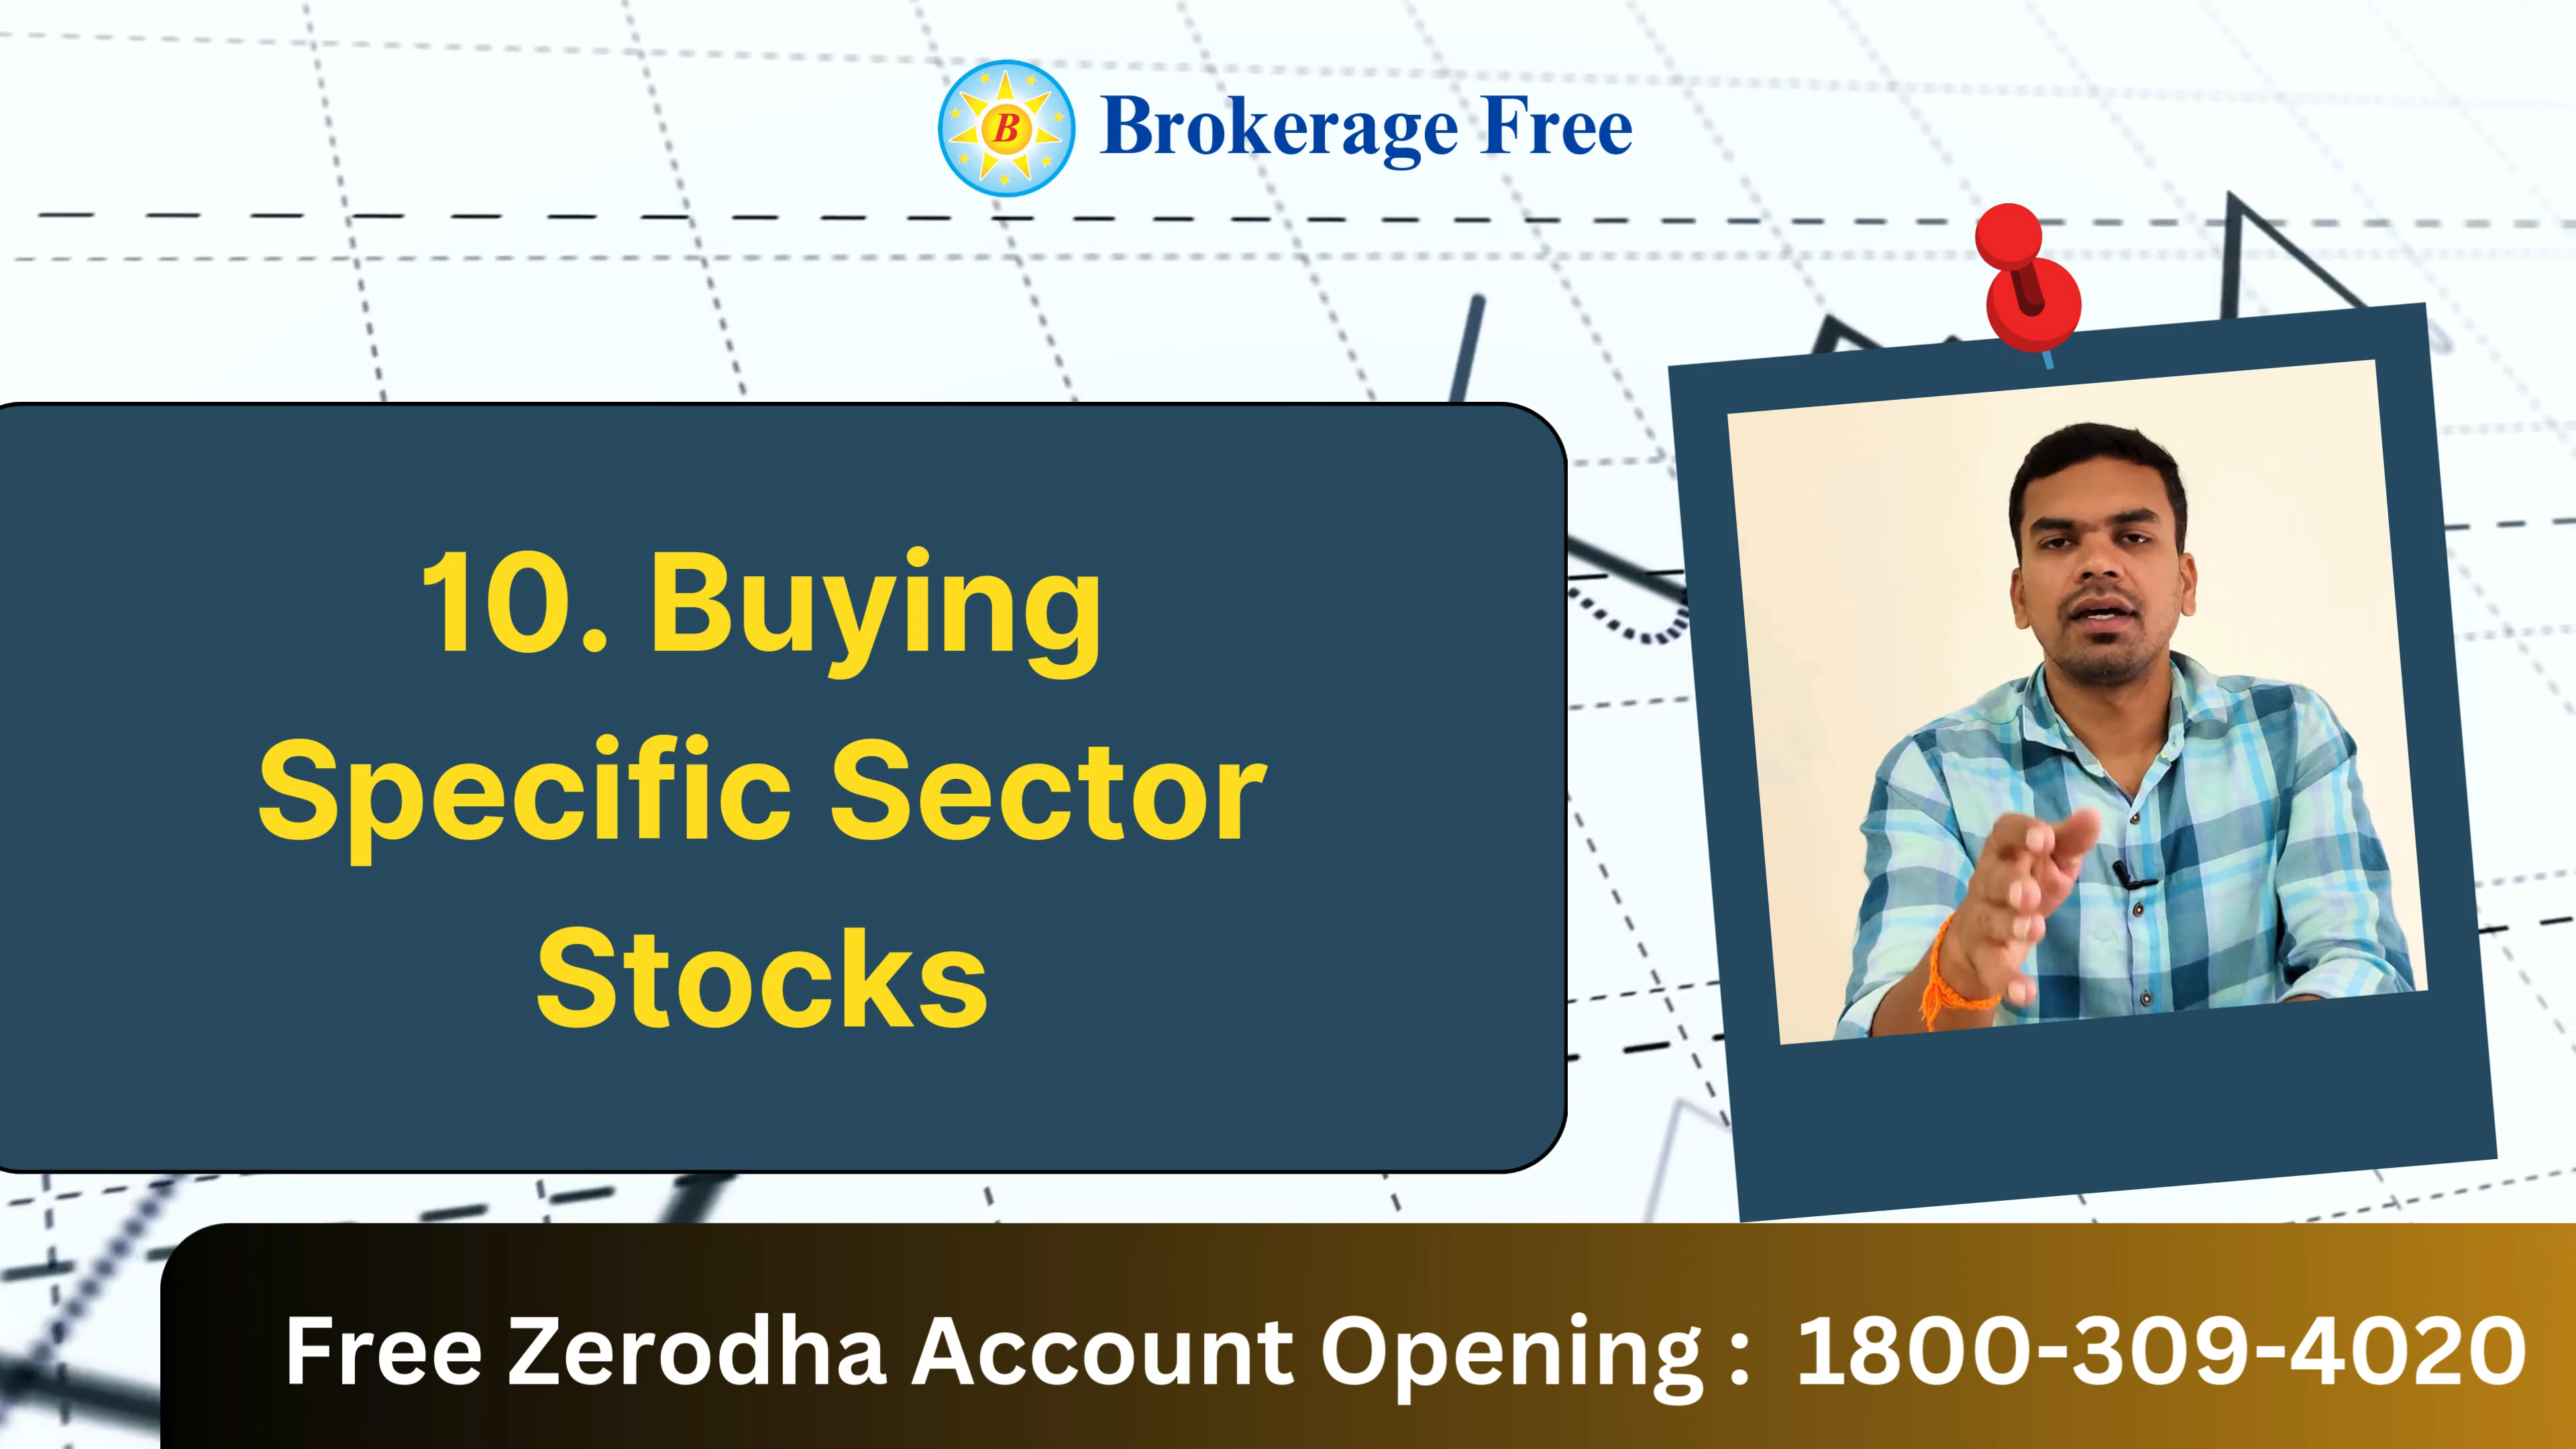 B Brokerage Free
10. Buying
Specific Sector
Stocks
Free Zerodha Account Opening : 1800-309-4020